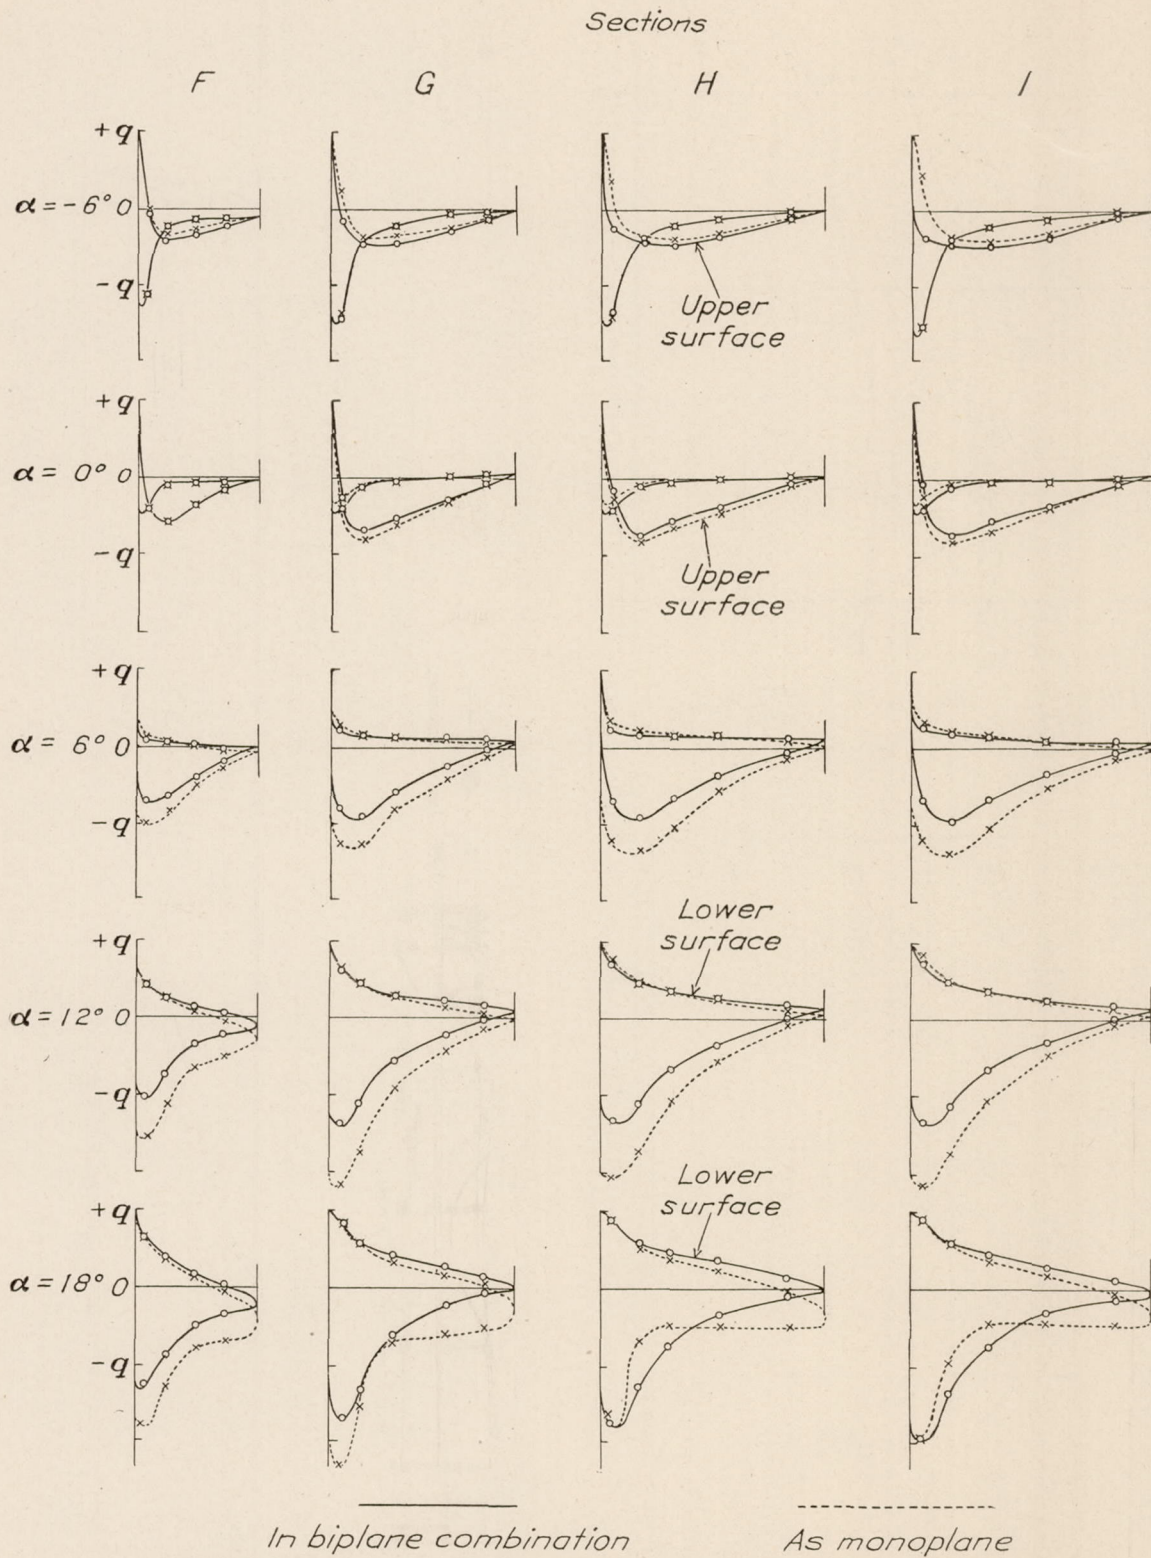 Sections
F G H I
+q
α = -6° 0
-q
Upper
surface
+q
α = 0° 0
-q
Upper
surface
+q
α = 6° 0
-q
Lower
surface
+q
α = 12° 0
-q
Lower
surface
+q
α = 18° 0
-q
In biplane combination As monoplane